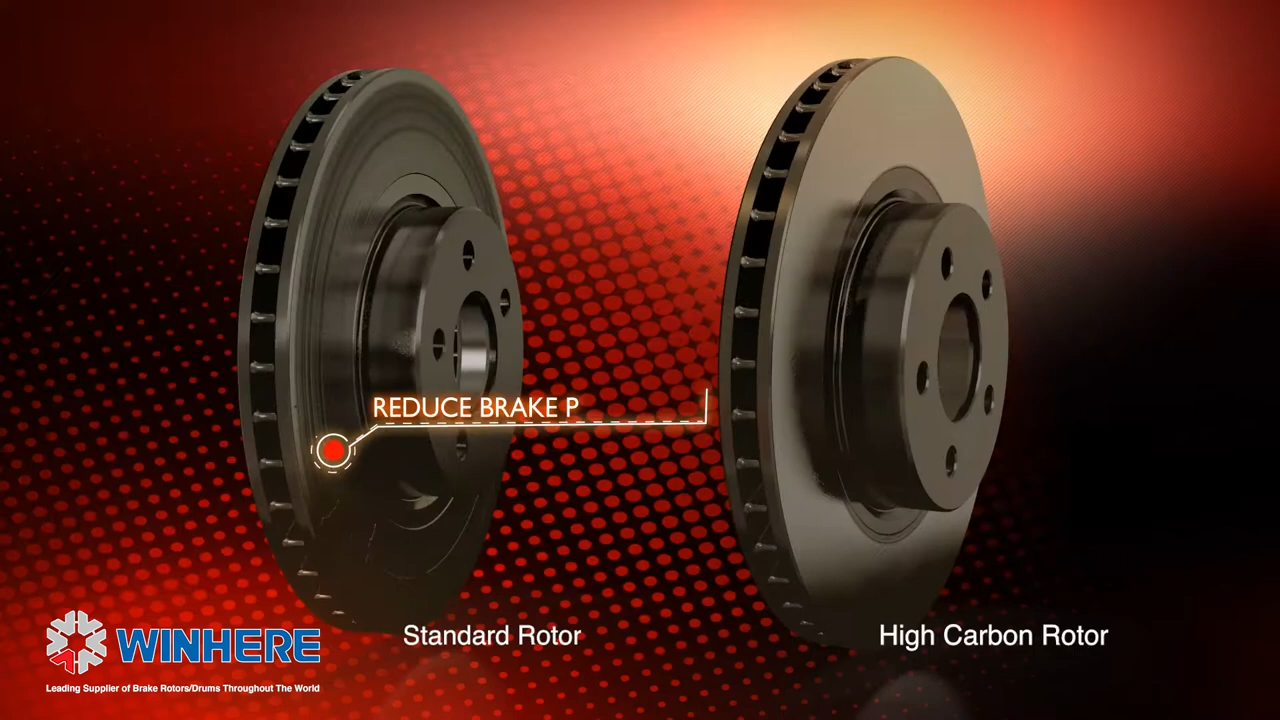 REDUCE BRAKE P
Standard Rotor
High Carbon Rotor
WINHERE
Leading Supplier of Brake Rotors/Drums Throughout The World